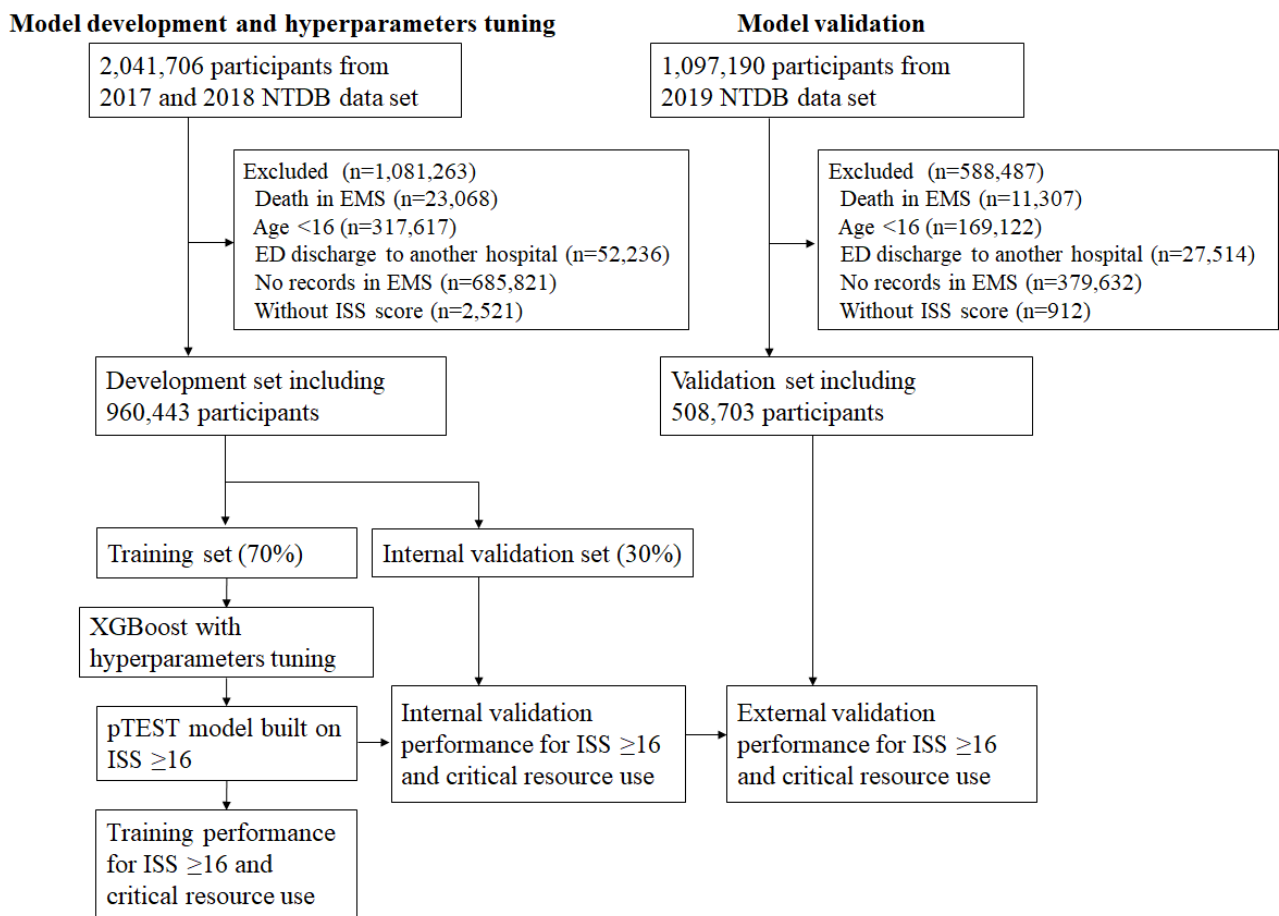 Model development and hyperparameters tuning
Model validation
2,041,706 participants from
2017 and 2018 NTDB data set
1,097,190 participants from
2019 NTDB data set
Excluded (n=1,081,263)
Death in EMS (n=23,068)
Age <16 (n=317,617)
ED discharge to another hospital (n=52,236)
No records in EMS (n=685,821)
Without ISS score (n=2,521)
Excluded (n=588,487)
Death in EMS (n=11,307)
Age <16 (n=169,122)
ED discharge to another hospital (n=27,514)
No records in EMS (n=379,632)
Without ISS score (n=912)
Development set including
960,443 participants
Validation set including
508,703 participants
Training set (70%)
Internal validation set (30%)
XGBoost with
hyperparameters tuning
pTEST model built on
ISS ≥16
Internal validation
performance for ISS ≥16
and critical resource use
External validation
performance for ISS ≥16
and critical resource use
Training performance
for ISS ≥16 and
critical resource use